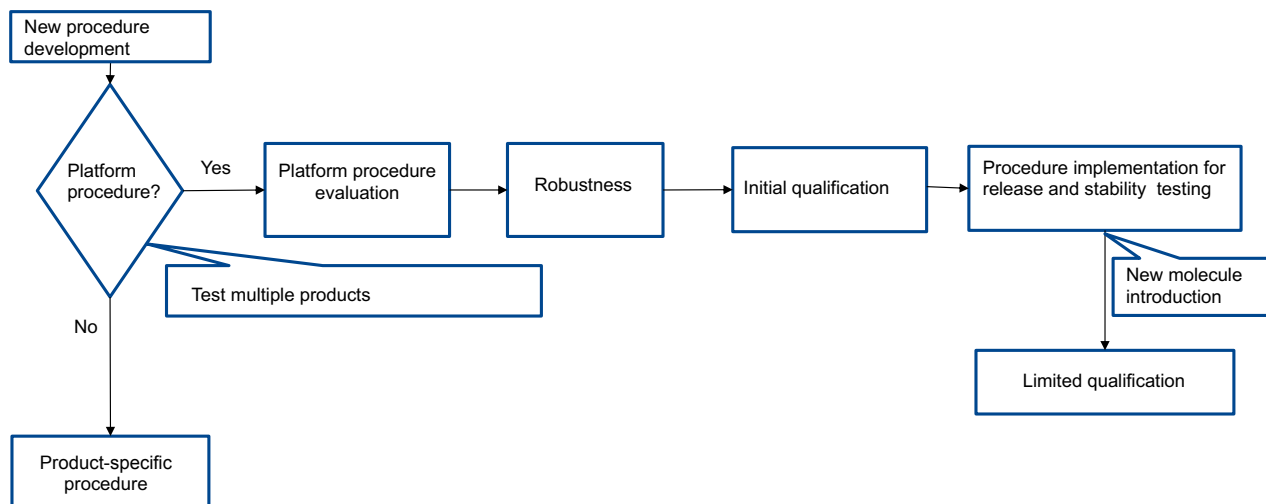 New procedure
development
Platform
procedure?
Yes
Platform procedure
evaluation
Robustness
Initial qualification
Procedure implementation for
release and stability testing
Test multiple products
New molecule
introduction
No
Limited qualification
Product-specific
procedure